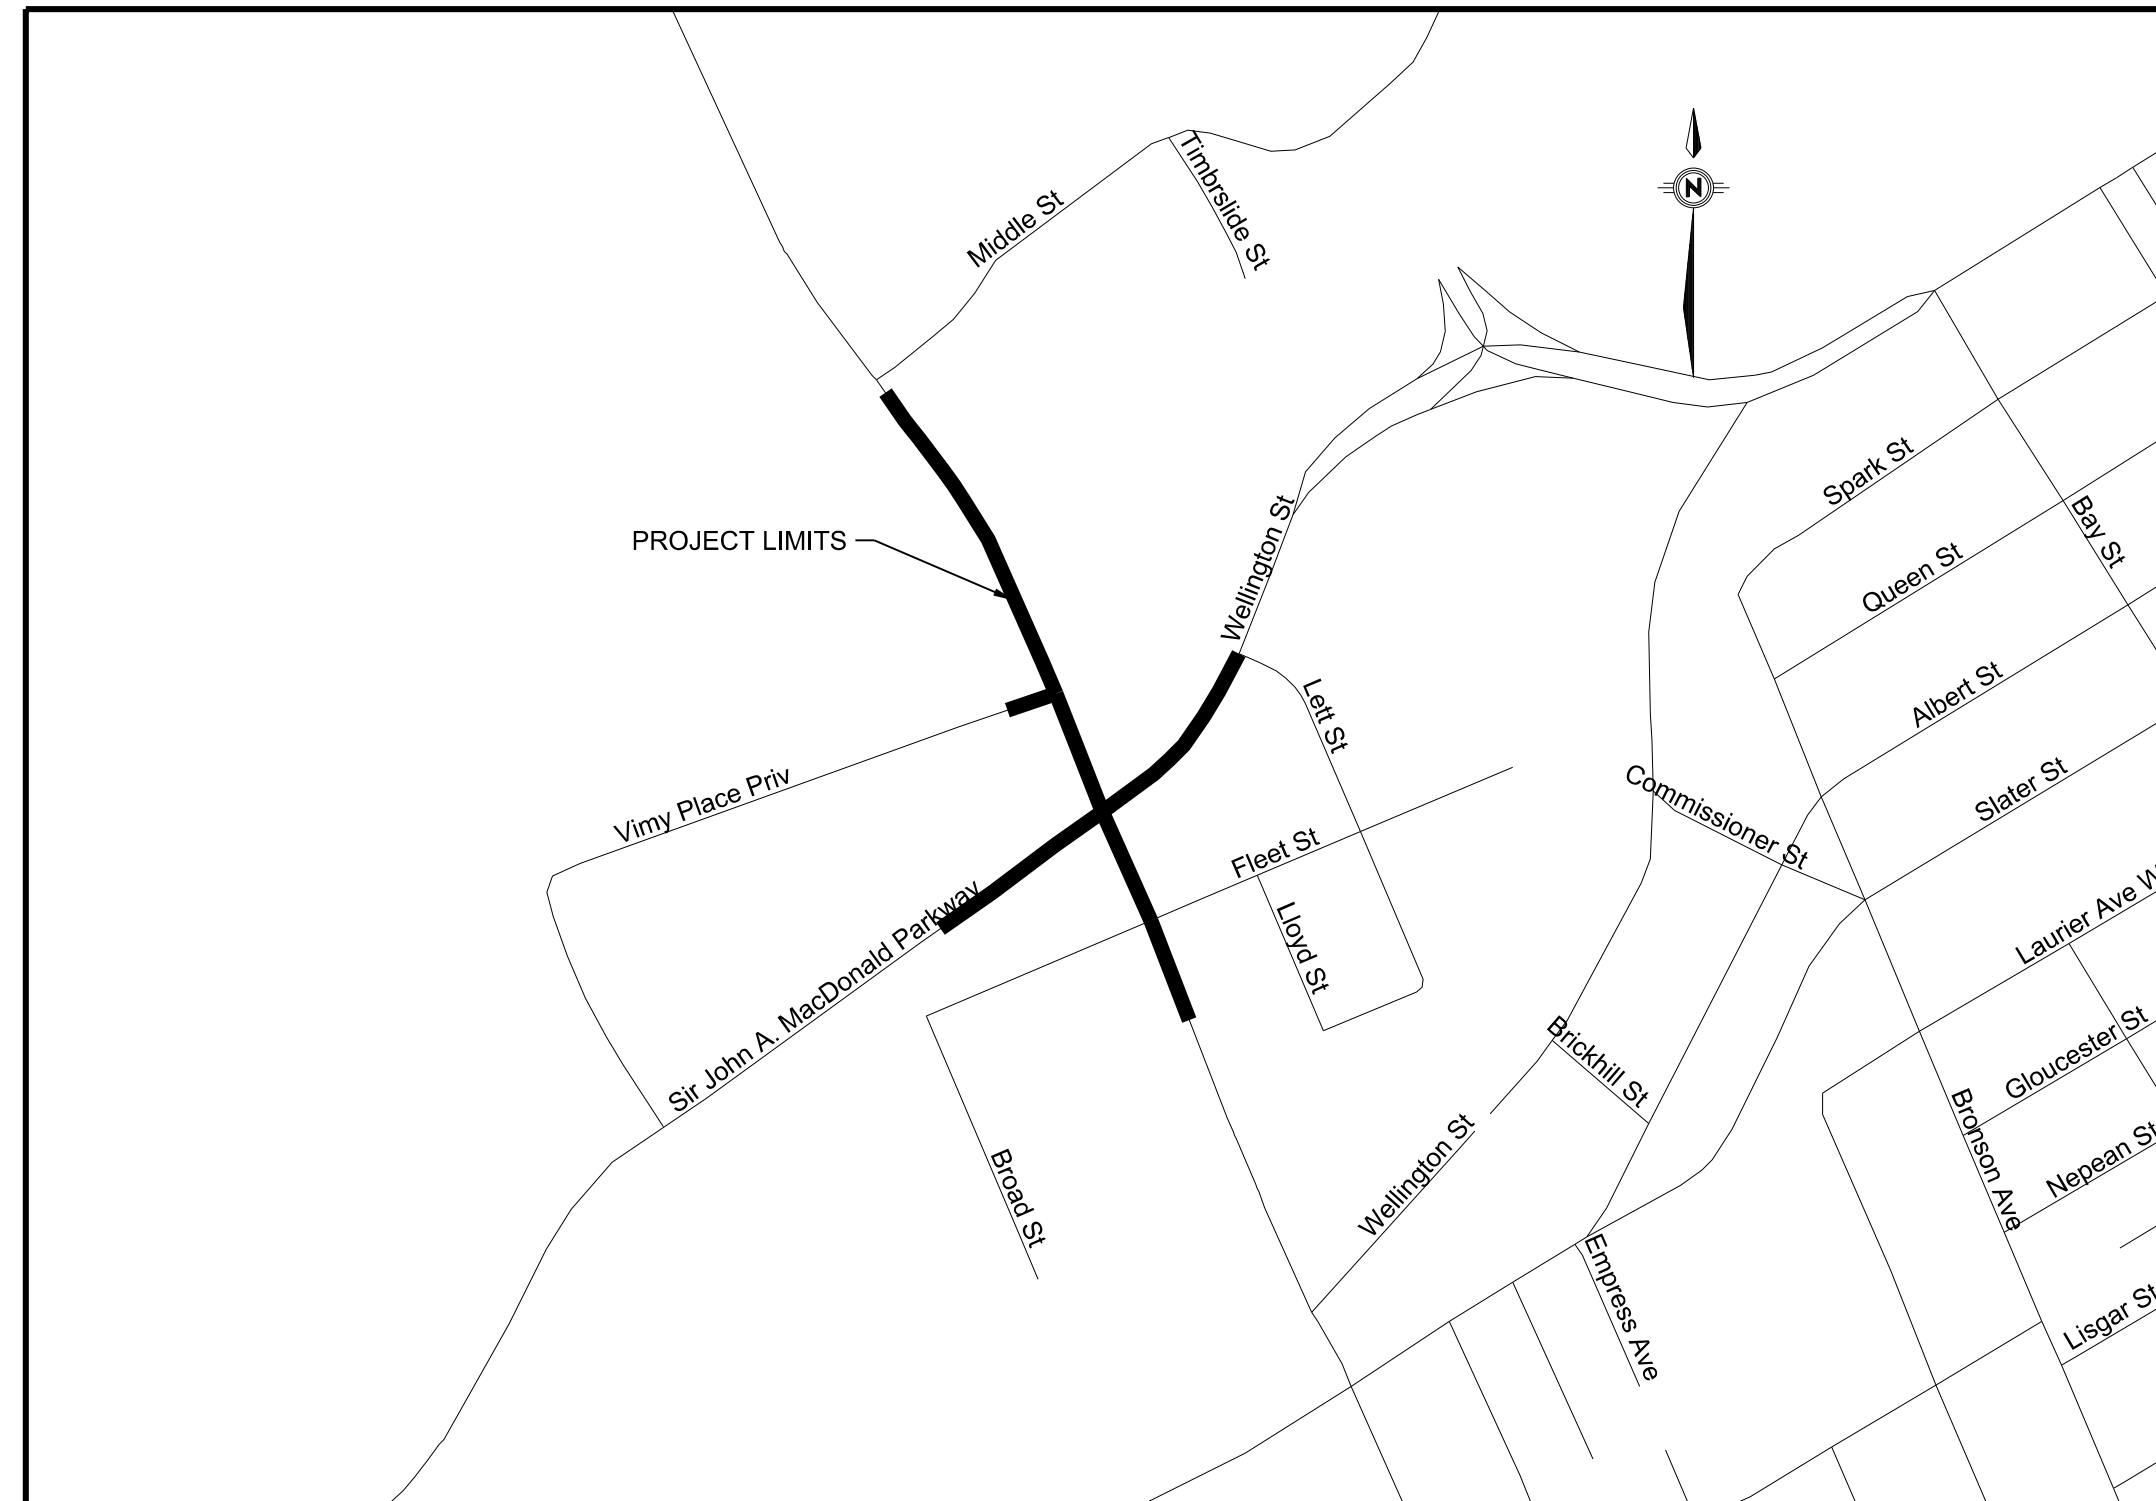 Timbrslide St
Middle St
N
Spark St
PROJECT LIMITS
Wellington St
Bay St
Queen St
Albert St
Lett St
Vimy Place Priv
Commissioner St
Slater St
Fleet St
Laurier Ave W
Lloyd St
Sir John A. MacDonald Parkway
Brickhill St
Gloucester St
Bronson Ave
Nepean St
Wellington St
Broad St
Empress Ave
Lisgar St